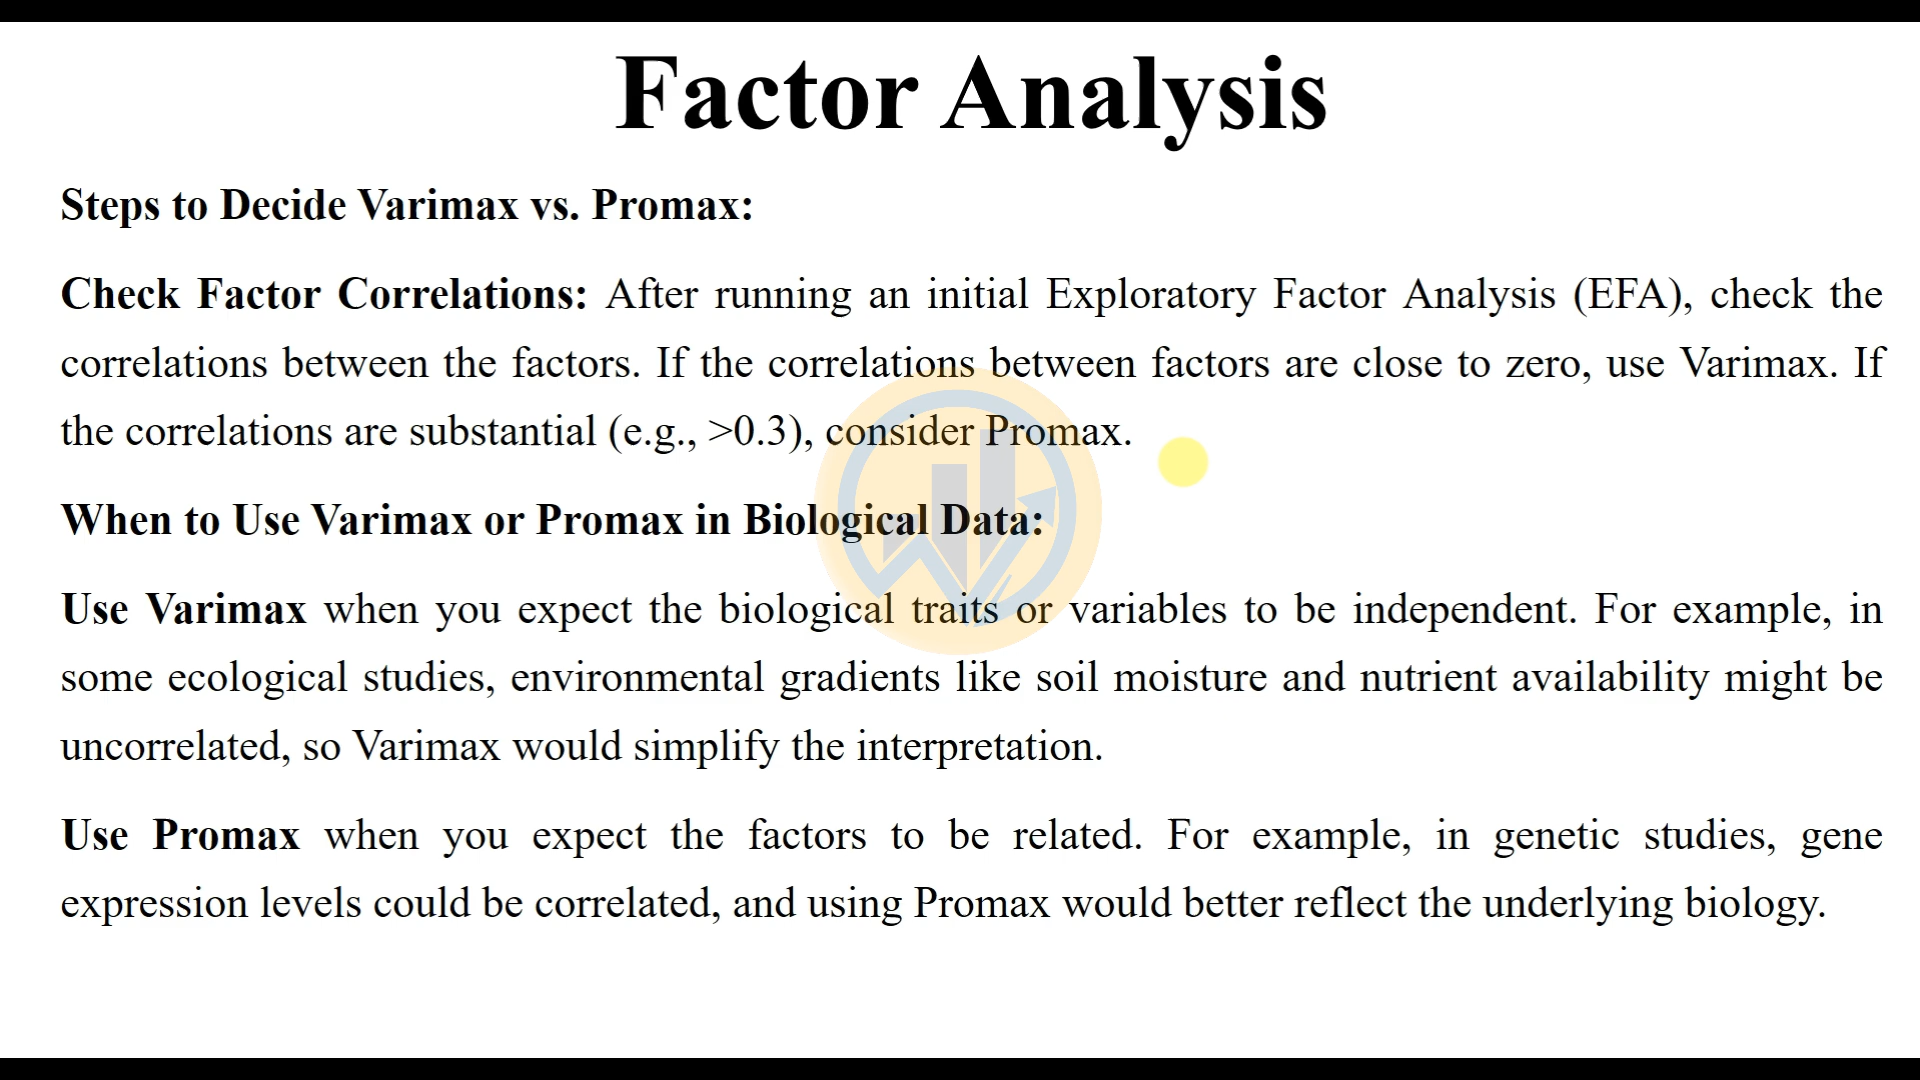 Factor Analysis
Steps to Decide Varimax vs. Promax:
Check Factor Correlations: After running an initial Exploratory Factor Analysis (EFA), check the
correlations between the factors. If the correlations between factors are close to zero, use Varimax. If
the correlations are substantial (e.g., >0.3), consider Promax.
When to Use Varimax or Promax in Biological Data:
Use Varimax when you expect the biological traits or variables to be independent. For example, in
some ecological studies, environmental gradients like soil moisture and nutrient availability might be
uncorrelated, so Varimax would simplify the interpretation.
Use Promax when you expect the factors to be related. For example, in genetic studies, gene
expression levels could be correlated, and using Promax would better reflect the underlying biology.